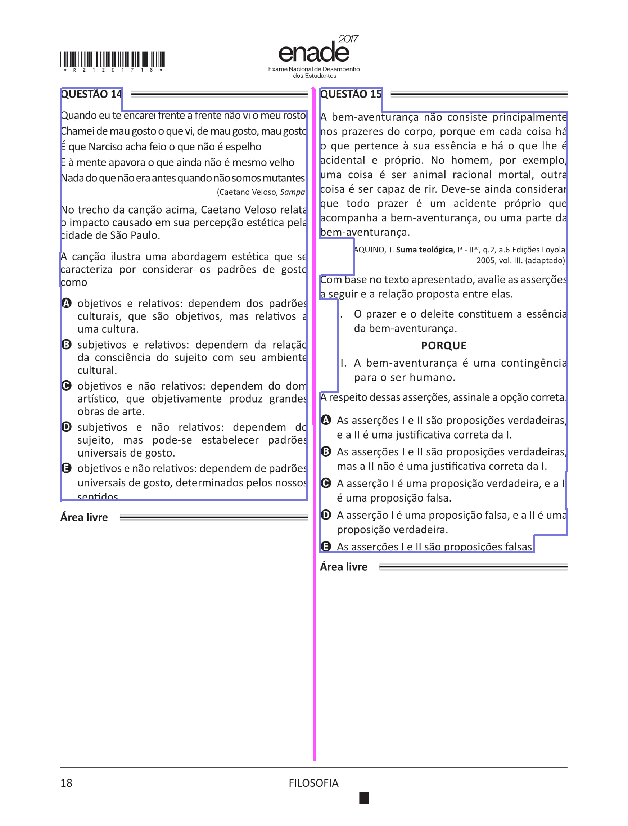 *R2120171 8*
enade 2017
Exame Nacional de Desempenho
dos Estudantes
QUESTÃO 14
Quando eu te encarei frente a frente não vi o meu rosto
Chamei de mau gosto o que vi, de mau gosto, mau gosto
É que Narciso acha feio o que não é espelho
E à mente apavora o que ainda não é mesmo velho
Nada do que não era antes quando não somos mutantes
(Caetano Veloso, Sampa)
No trecho da canção acima, Caetano Veloso relata
o impacto causado em sua percepção estética pela
cidade de São Paulo.
A canção ilustra uma abordagem estética que se
caracteriza por considerar os padrões de gosto
como
A objetivos e relativos: dependem dos padrões
culturais, que são objetivos, mas relativos a
uma cultura.
B subjetivos e relativos: dependem da relação
da consciência do sujeito com seu ambiente
cultural.
C objetivos e não relativos: dependem do dom
artístico, que objetivamente produz grandes
obras de arte.
D subjetivos e não relativos: dependem do
sujeito, mas pode-se estabelecer padrões
universais de gosto.
E objetivos e não relativos: dependem de padrões
universais de gosto, determinados pelos nossos
sentidos.
Área livre
QUESTÃO 15
A bem-aventurança não consiste principalmente
nos prazeres do corpo, porque em cada coisa há
o que pertence à sua essência e há o que lhe é
acidental e próprio. No homem, por exemplo,
uma coisa é ser animal racional mortal, outra
coisa é ser capaz de rir. Deve-se ainda considerar
que todo prazer é um acidente próprio que
acompanha a bem-aventurança, ou uma parte da
bem-aventurança.
AQUINO, T. Suma teológica, Iª - IIª, q.2, a.6 Edições Loyola,
2005, vol. III. (adaptado)
Com base no texto apresentado, avalie as asserções
a seguir e a relação proposta entre elas.
I. O prazer e o deleite constituem a essência
da bem-aventurança.
PORQUE
II. A bem-aventurança é uma contingência
para o ser humano.
A respeito dessas asserções, assinale a opção correta.
A As asserções I e II são proposições verdadeiras,
e a II é uma justificativa correta da I.
B As asserções I e II são proposições verdadeiras,
mas a II não é uma justificativa correta da I.
C A asserção I é uma proposição verdadeira, e a II
é uma proposição falsa.
D A asserção I é uma proposição falsa, e a II é uma
proposição verdadeira.
E As asserções I e II são proposições falsas.
Área livre
18
FILOSOFIA